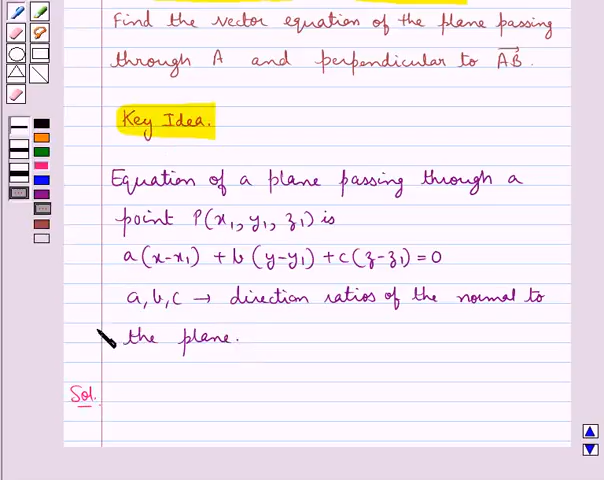 Find the vector equation of the plane passing
through A and perpendicular to \overrightarrow{AB}.
Key Idea.
Equation of a plane passing through a
point P(x₁, y₁, z₁) is
a(x-x₁) + b(y-y₁) + c(z-z₁) = 0
a, b, c → direction ratios of the normal to
the plane.
Sol.